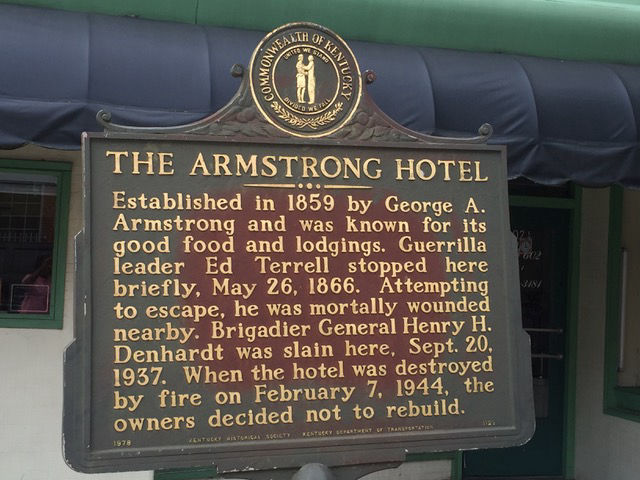 COMMONWEALTH OF KENTUCKY
UNITED WE STAND
DIVIDED WE FALL
THE ARMSTRONG HOTEL
Established in 1859 by George A.
Armstrong and was known for its
good food and lodgings. Guerrilla
leader Ed Terrell stopped here
briefly, May 26, 1866. Attempting
to escape, he was mortally wounded
nearby. Brigadier General Henry H.
Denhardt was slain here, Sept. 20,
1937. When the hotel was destroyed
by fire on February 7, 1944, the
owners decided not to rebuild.
1978 KENTUCKY HISTORICAL SOCIETY KENTUCKY DEPARTMENT OF TRANSPORTATION